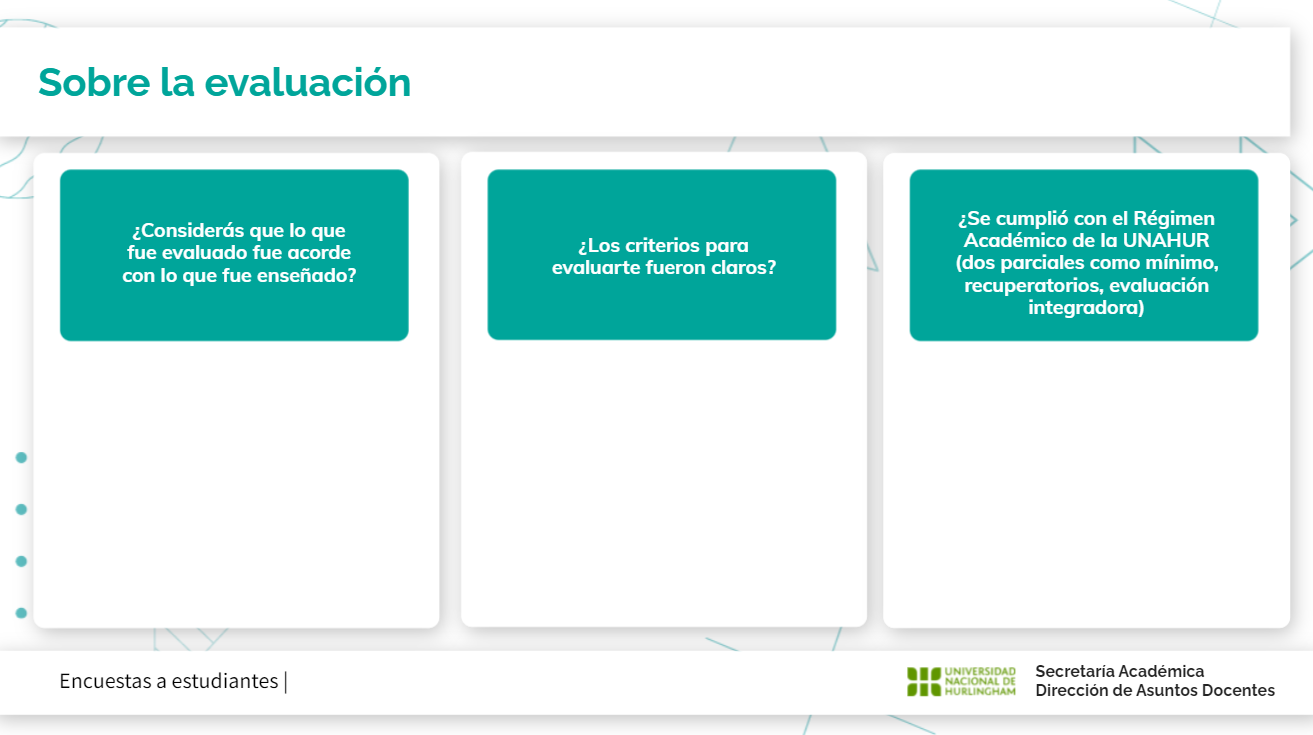 Sobre la evaluación
¿Considerás que lo que
fue evaluado fue acorde
con lo que fue enseñado?
¿Los criterios para
evaluarte fueron claros?
¿Se cumplió con el Régimen
Académico de la UNAHUR
(dos parciales como mínimo,
recuperatorios, evaluación
integradora)
Encuestas a estudiantes |
UNIVERSIDAD
NACIONAL DE
HURLINGHAM
Secretaría Académica
Dirección de Asuntos Docentes